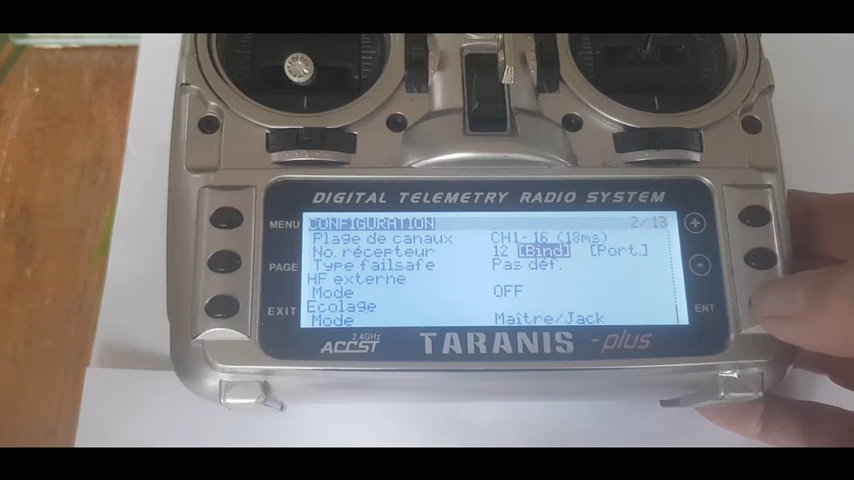 DIGITAL TELEMETRY RADIO SYSTEM
MENU
PAGE
EXIT
CONFIGURATION 2/13
Plage de canaux CH1-16 (18ms)
No. récepteur 12 [Bind] [Port.]
Type failsafe Pas déf.
HF externe
Mode OFF
Ecolage
Mode Maître/Jack
+
-
ENT
2.4GHz
ACCST
TARANIS -plus